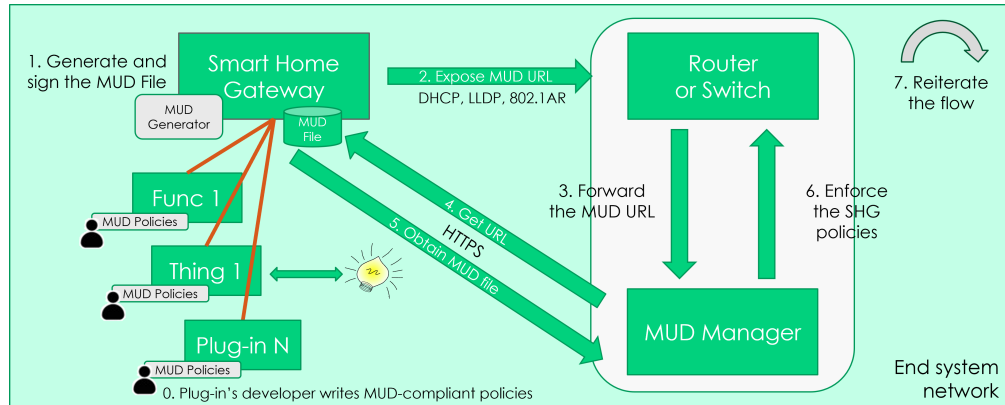 1. Generate and
sign the MUD File
Smart Home
Gateway
MUD
Generator
MUD
File
2. Expose MUD URL
DHCP, LLDP, 802.1AR
Router
or Switch
7. Reiterate
the flow
Func 1
MUD Policies
Thing 1
MUD Policies
Plug-in N
MUD Policies
0. Plug-in's developer writes MUD-compliant policies
4. Get URL
HTTPS
5. Obtain MUD file
3. Forward
the MUD URL
6. Enforce
the SHG
policies
MUD Manager
End system
network